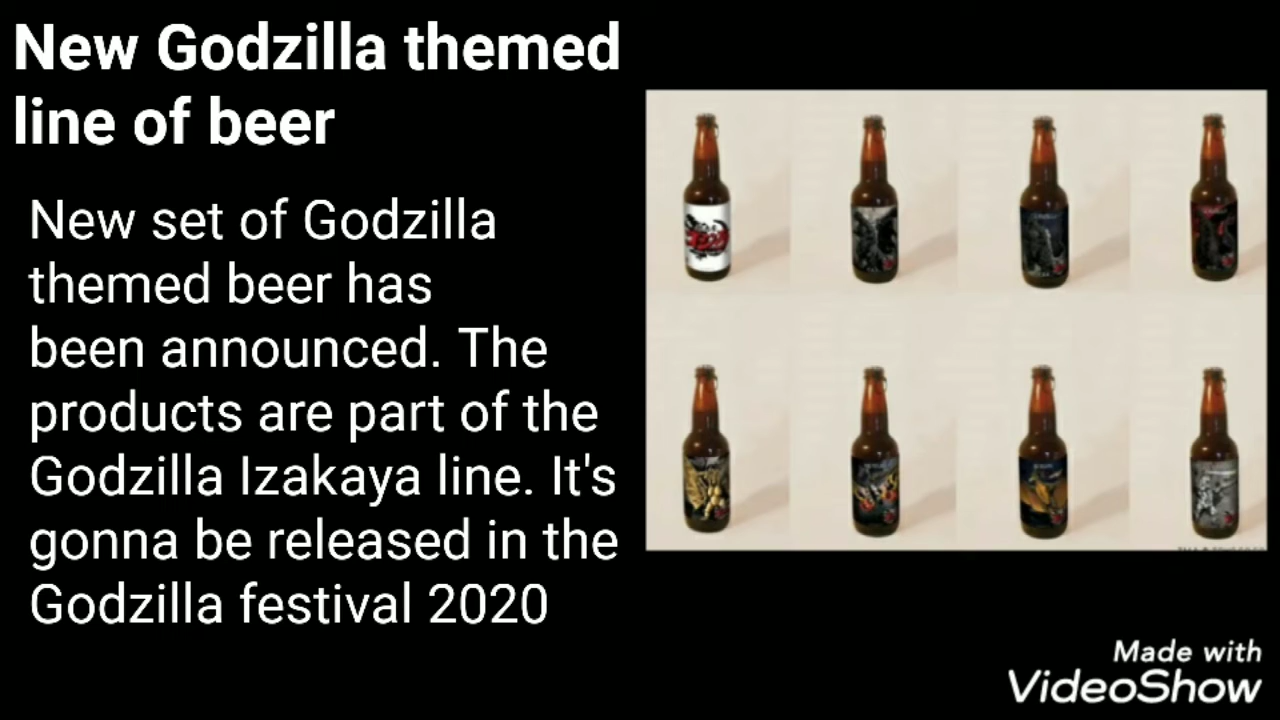 New Godzilla themed
line of beer
New set of Godzilla
themed beer has
been announced. The
products are part of the
Godzilla Izakaya line. It's
gonna be released in the
Godzilla festival 2020
Made with
VideoShow